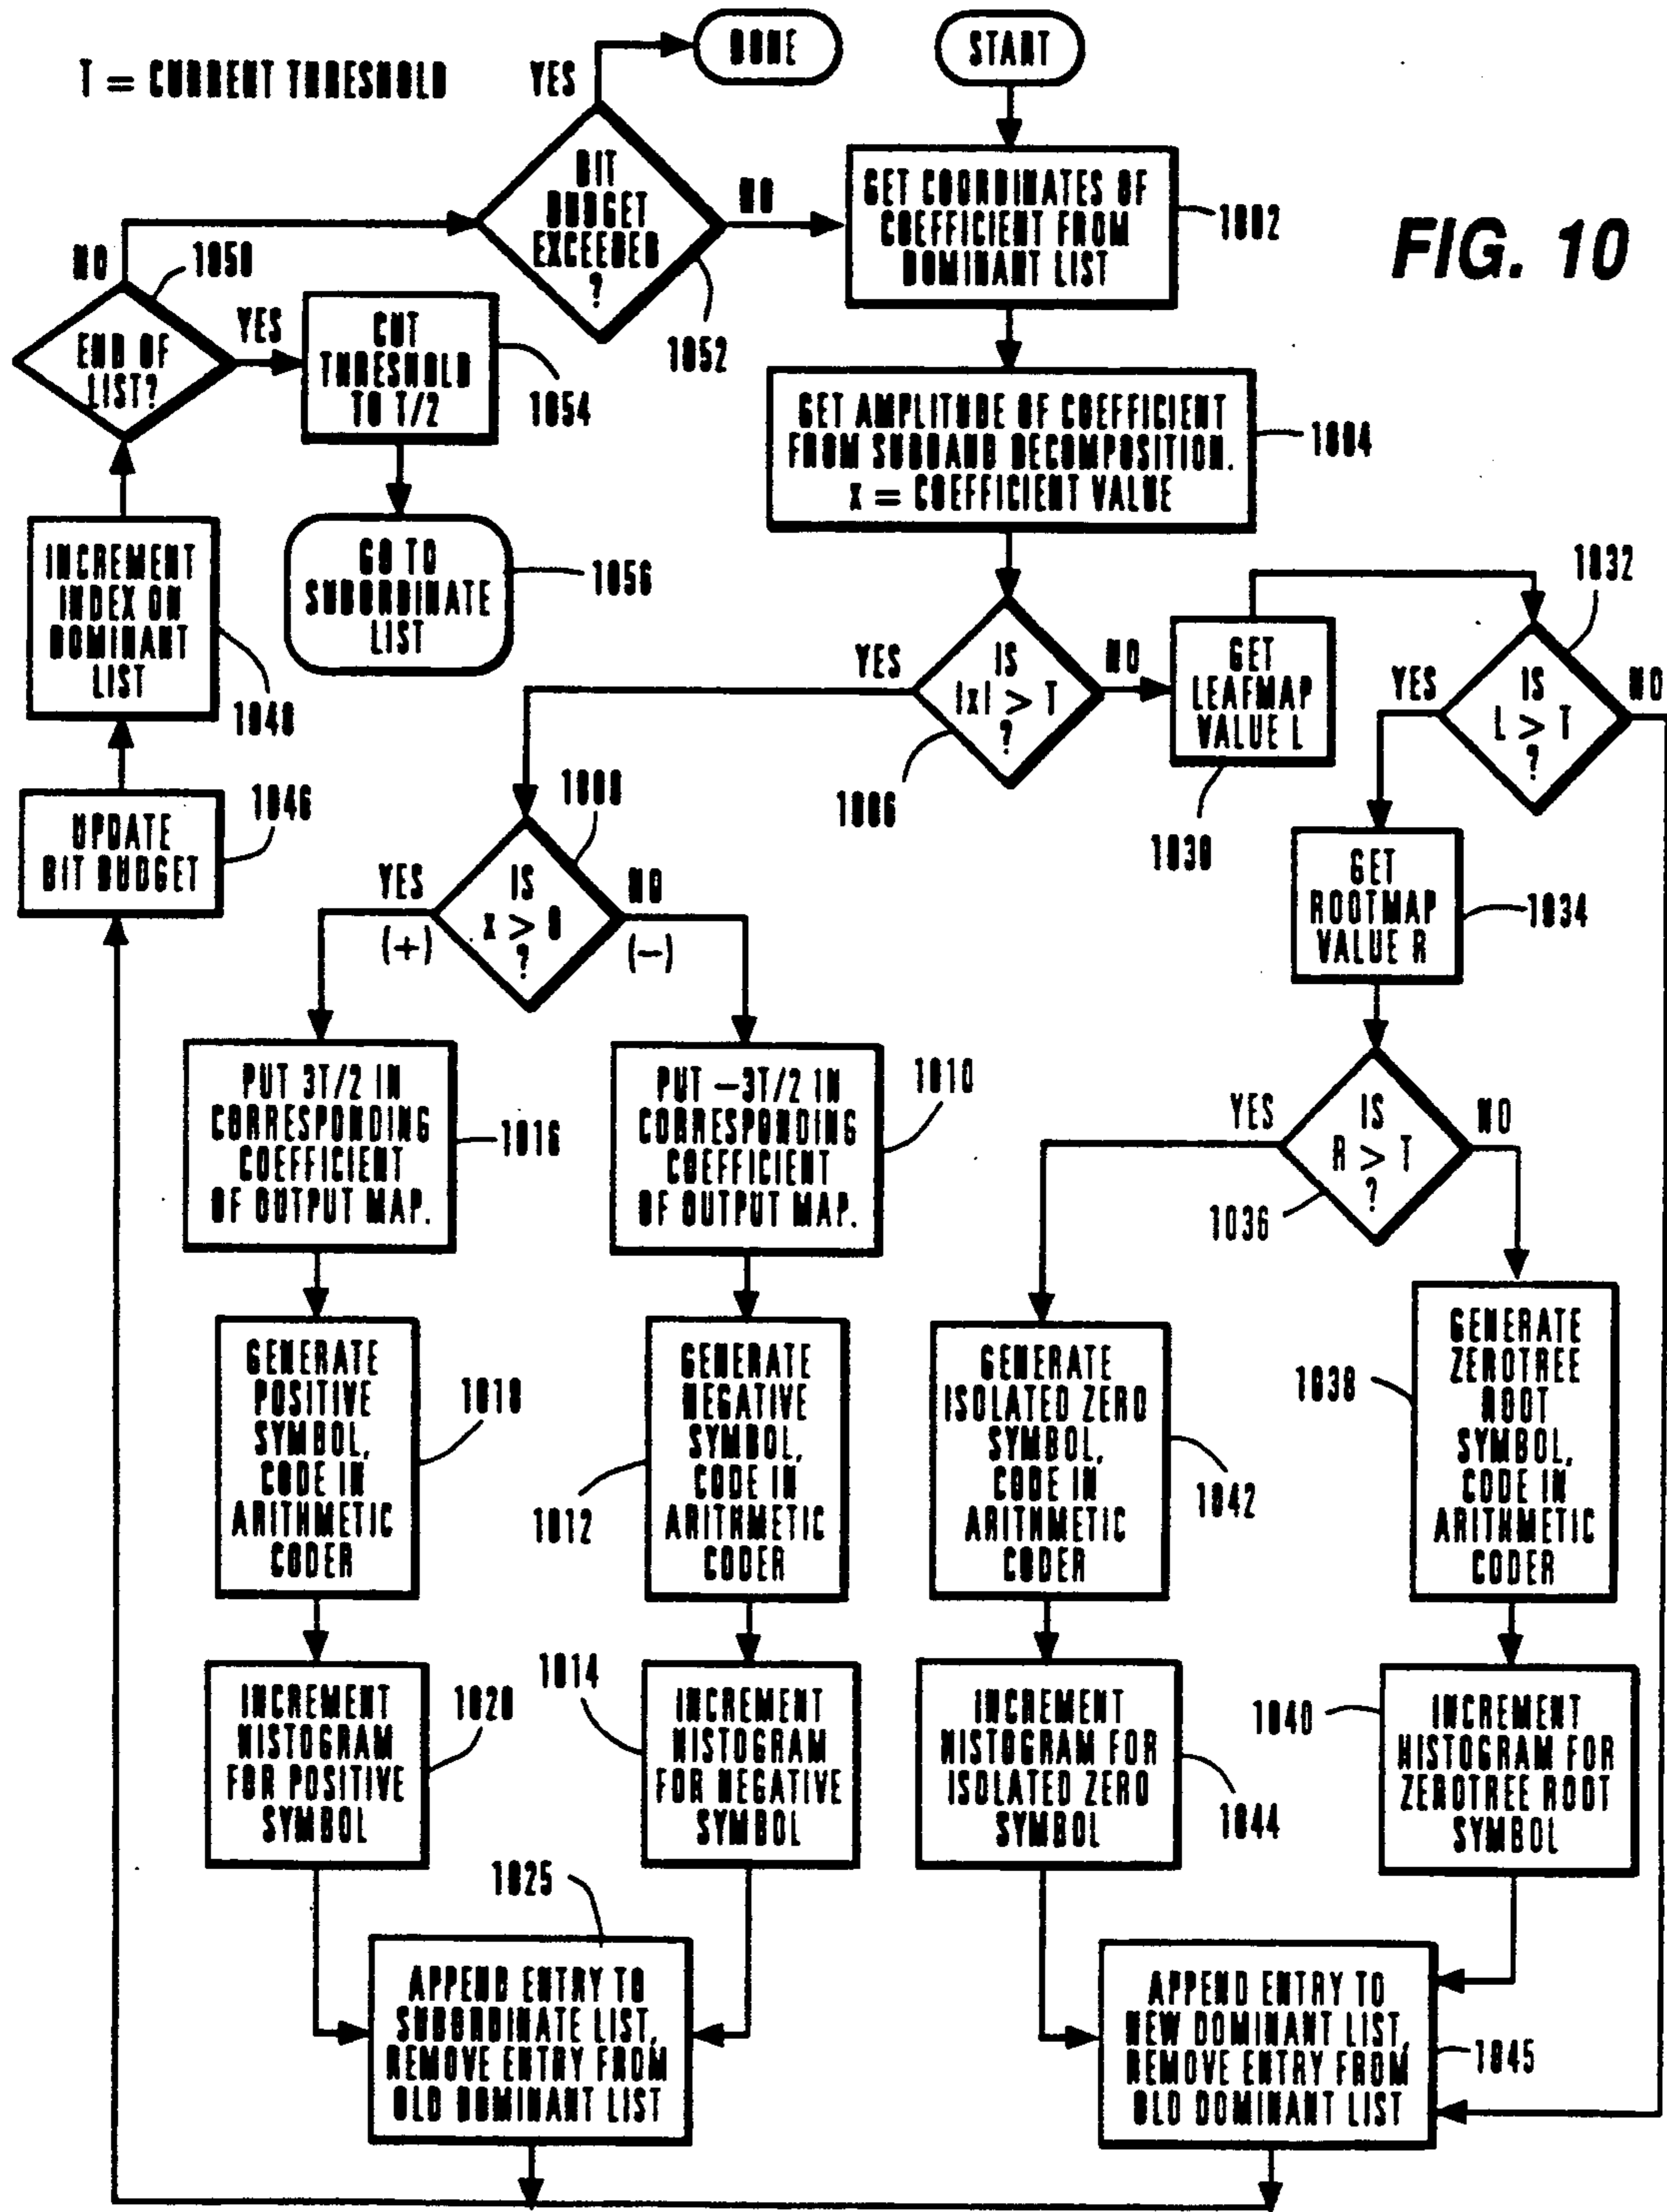 DONE
START
T = CURRENT THRESHOLD
YES
BIT
BUDGET
EXCEEDED
?
NO
1052
GET COORDINATES OF
COEFFICIENT FROM
DOMINANT LIST
1002
FIG. 10
NO
1050
END OF
LIST?
YES
CUT
THRESHOLD
TO T/2
1054
GET AMPLITUDE OF COEFFICIENT
FROM SUBBAND DECOMPOSITION.
x = COEFFICIENT VALUE
1004
INCREMENT
INDEX ON
DOMINANT
LIST
1048
GO TO
SUBORDINATE
LIST
1056
YES
IS
|x| > T
?
NO
1006
GET
LEAFMAP
VALUE L
1030
1032
YES
IS
L > T
?
NO
UPDATE
BIT BUDGET
1046
1008
YES
(+)
IS
x > 0
?
NO
(−)
GET
ROOTMAP
VALUE R
1034
PUT 3T/2 IN
CORRESPONDING
COEFFICIENT
OF OUTPUT MAP.
1016
PUT −3T/2 IN
CORRESPONDING
COEFFICIENT
OF OUTPUT MAP.
1010
YES
IS
R > T
?
NO
1036
GENERATE
POSITIVE
SYMBOL,
CODE IN
ARITHMETIC
CODER
1018
GENERATE
NEGATIVE
SYMBOL,
CODE IN
ARITHMETIC
CODER
1012
GENERATE
ISOLATED ZERO
SYMBOL,
CODE IN
ARITHMETIC
CODER
1042
GENERATE
ZEROTREE
ROOT
SYMBOL,
CODE IN
ARITHMETIC
CODER
1038
INCREMENT
HISTOGRAM
FOR POSITIVE
SYMBOL
1020
INCREMENT
HISTOGRAM
FOR NEGATIVE
SYMBOL
1014
INCREMENT
HISTOGRAM FOR
ISOLATED ZERO
SYMBOL
1044
INCREMENT
HISTOGRAM FOR
ZEROTREE ROOT
SYMBOL
1040
1025
APPEND ENTRY TO
SUBORDINATE LIST,
REMOVE ENTRY FROM
OLD DOMINANT LIST
APPEND ENTRY TO
NEW DOMINANT LIST,
REMOVE ENTRY FROM
OLD DOMINANT LIST
1045